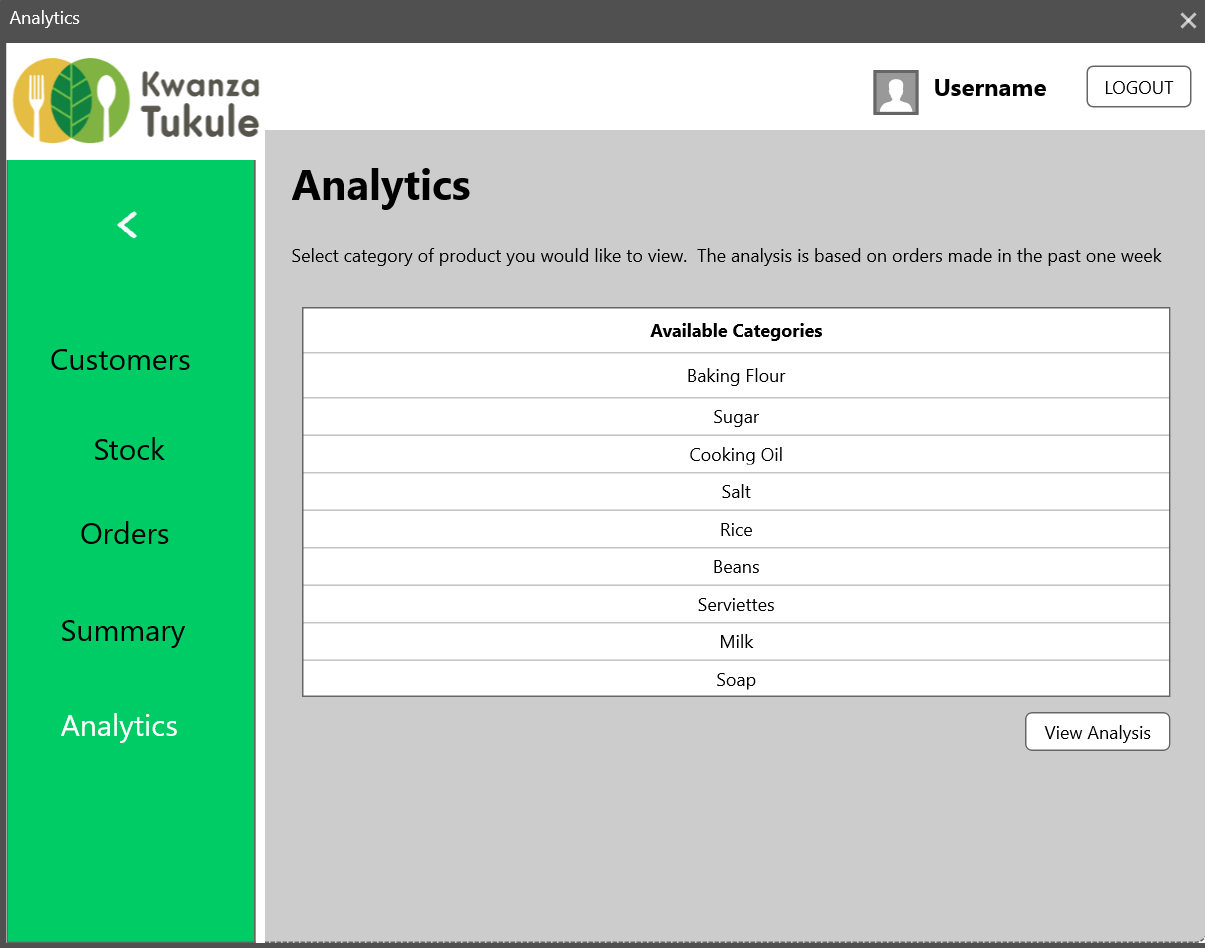 Analytics
Kwanza
Tukule
Username
LOGOUT
Customers
Stock
Orders
Summary
Analytics
Analytics
Select category of product you would like to view.  The analysis is based on orders made in the past one week
Available Categories
Baking Flour
Sugar
Cooking Oil
Salt
Rice
Beans
Serviettes
Milk
Soap
View Analysis